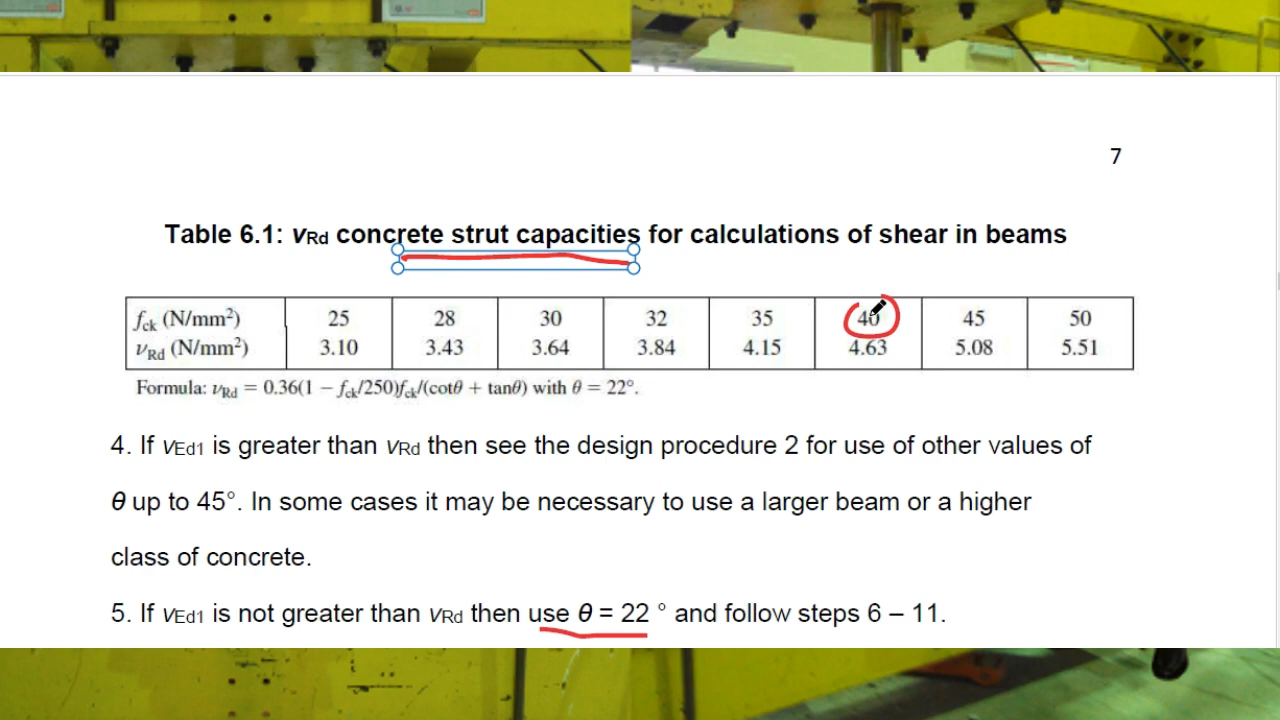 7
Table 6.1: vRd concrete strut capacities for calculations of shear in beams
fck (N/mm²) 25 28 30 32 35 40 45 50
νRd (N/mm²) 3.10 3.43 3.64 3.84 4.15 4.63 5.08 5.51
Formula: νRd = 0.36(1 − fck/250)fck/(cotθ + tanθ) with θ = 22°.
4. If vEd1 is greater than vRd then see the design procedure 2 for use of other values of
θ up to 45°. In some cases it may be necessary to use a larger beam or a higher
class of concrete.
5. If vEd1 is not greater than vRd then use θ = 22 ° and follow steps 6 – 11.